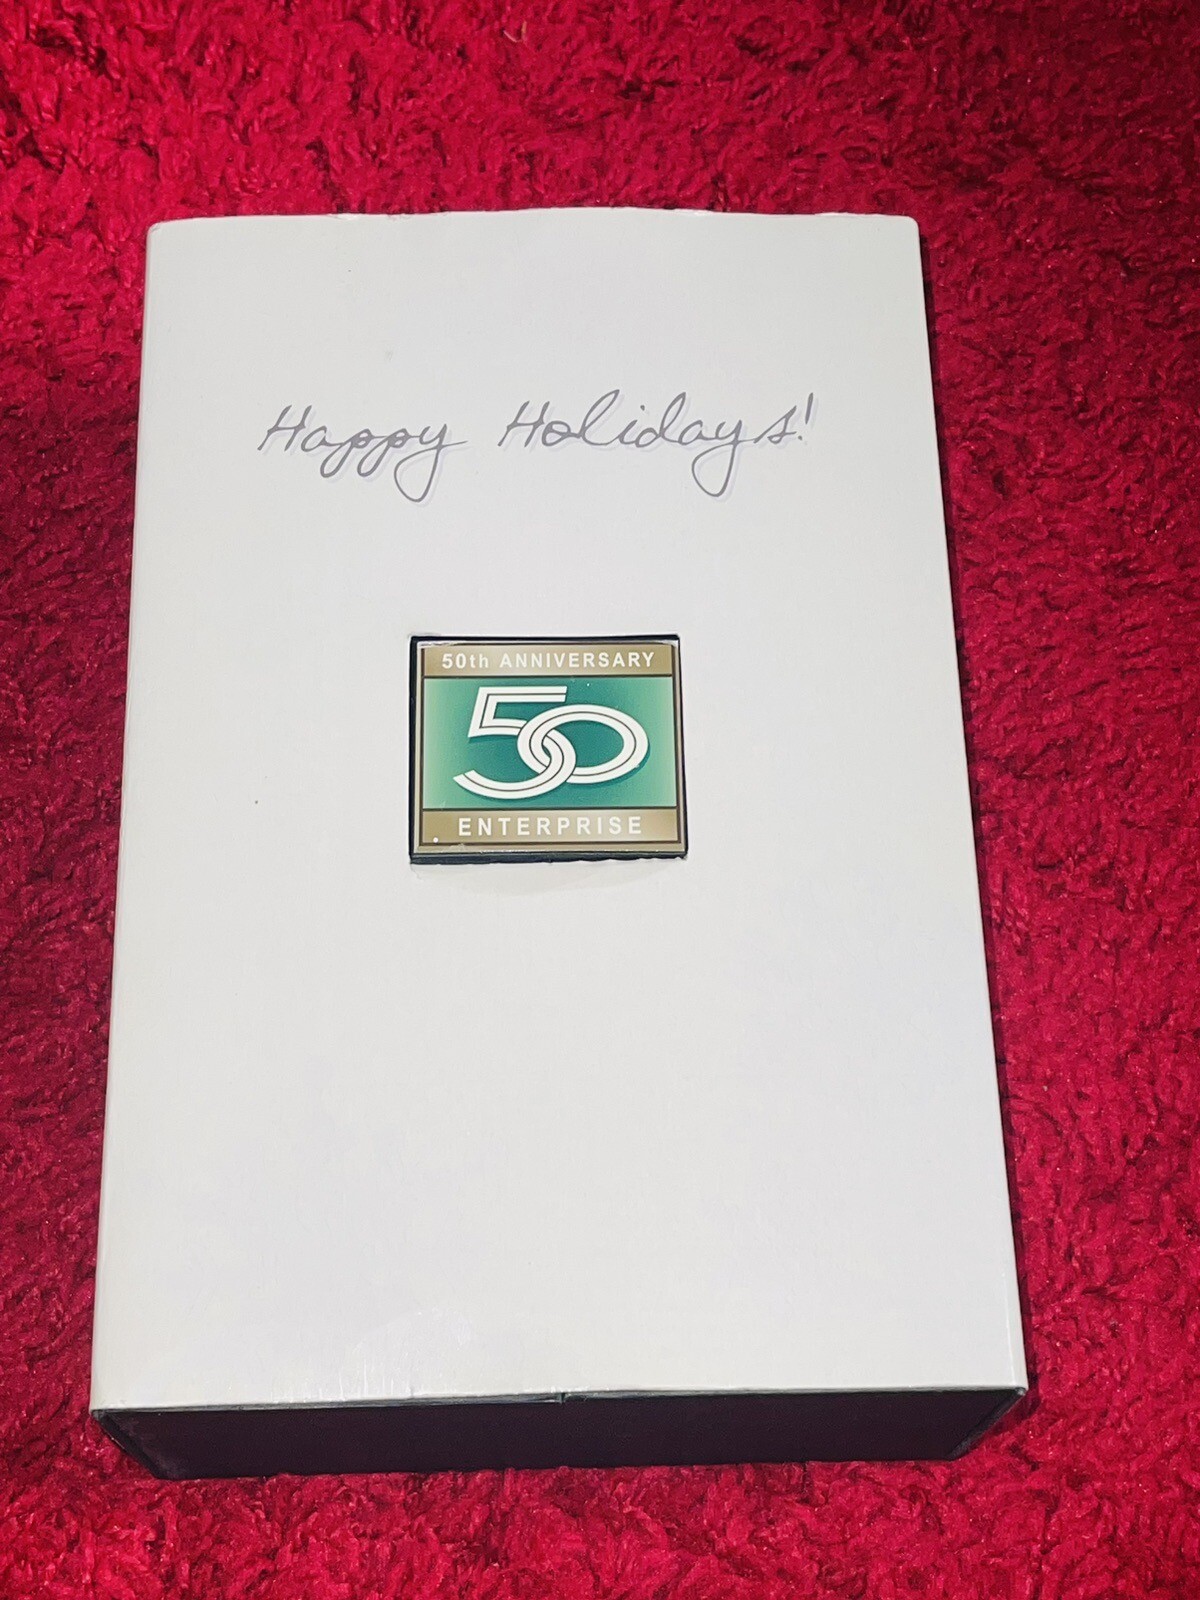 Happy Holidays!
50th ANNIVERSARY
50
ENTERPRISE